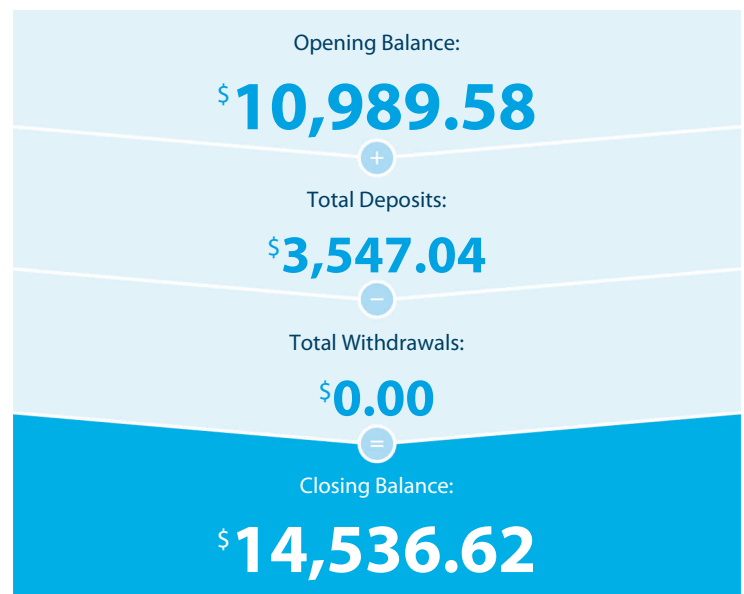 Opening Balance:
$10,989.58
+
Total Deposits:
$3,547.04
−
Total Withdrawals:
$0.00
=
Closing Balance:
$14,536.62